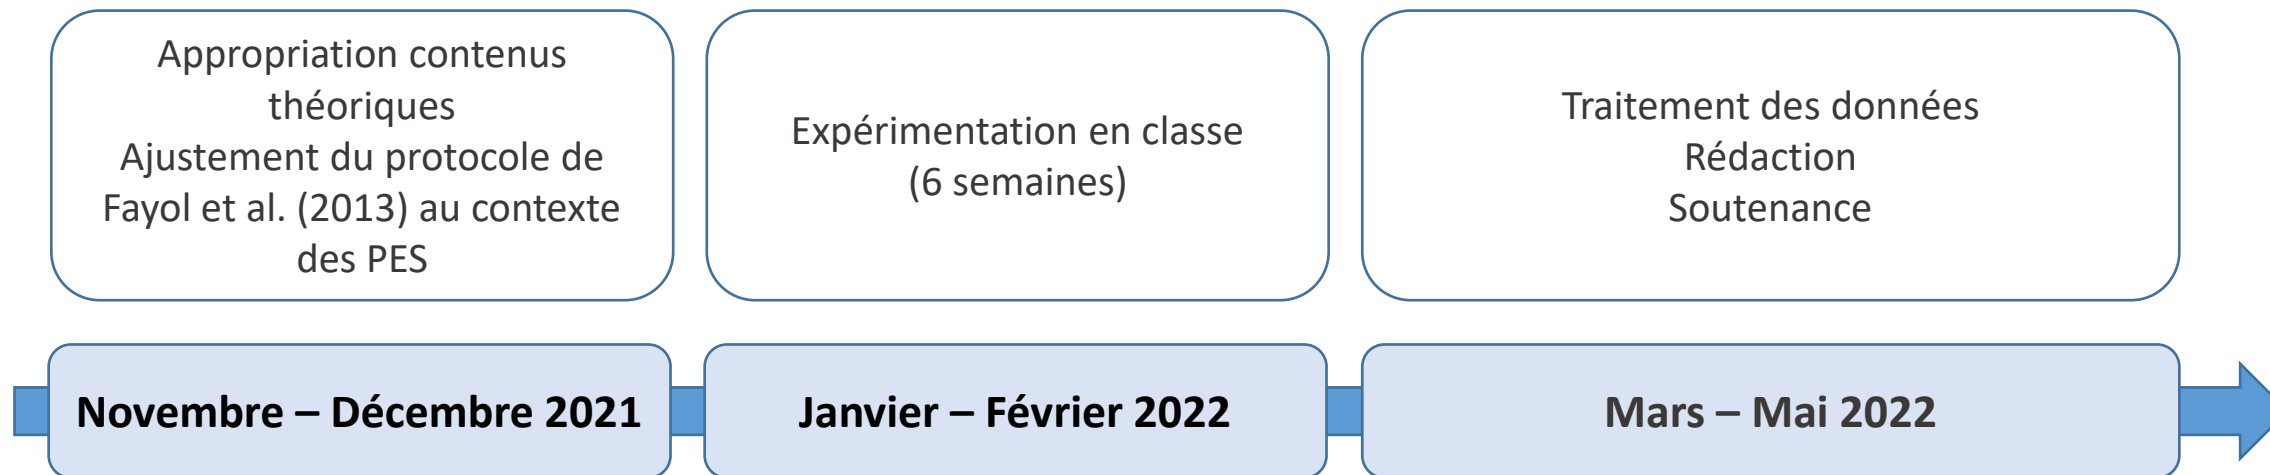 Appropriation contenus
théoriques
Ajustement du protocole de
Fayol et al. (2013) au contexte
des PES
Expérimentation en classe
(6 semaines)
Traitement des données
Rédaction
Soutenance
Novembre – Décembre 2021
Janvier – Février 2022
Mars – Mai 2022